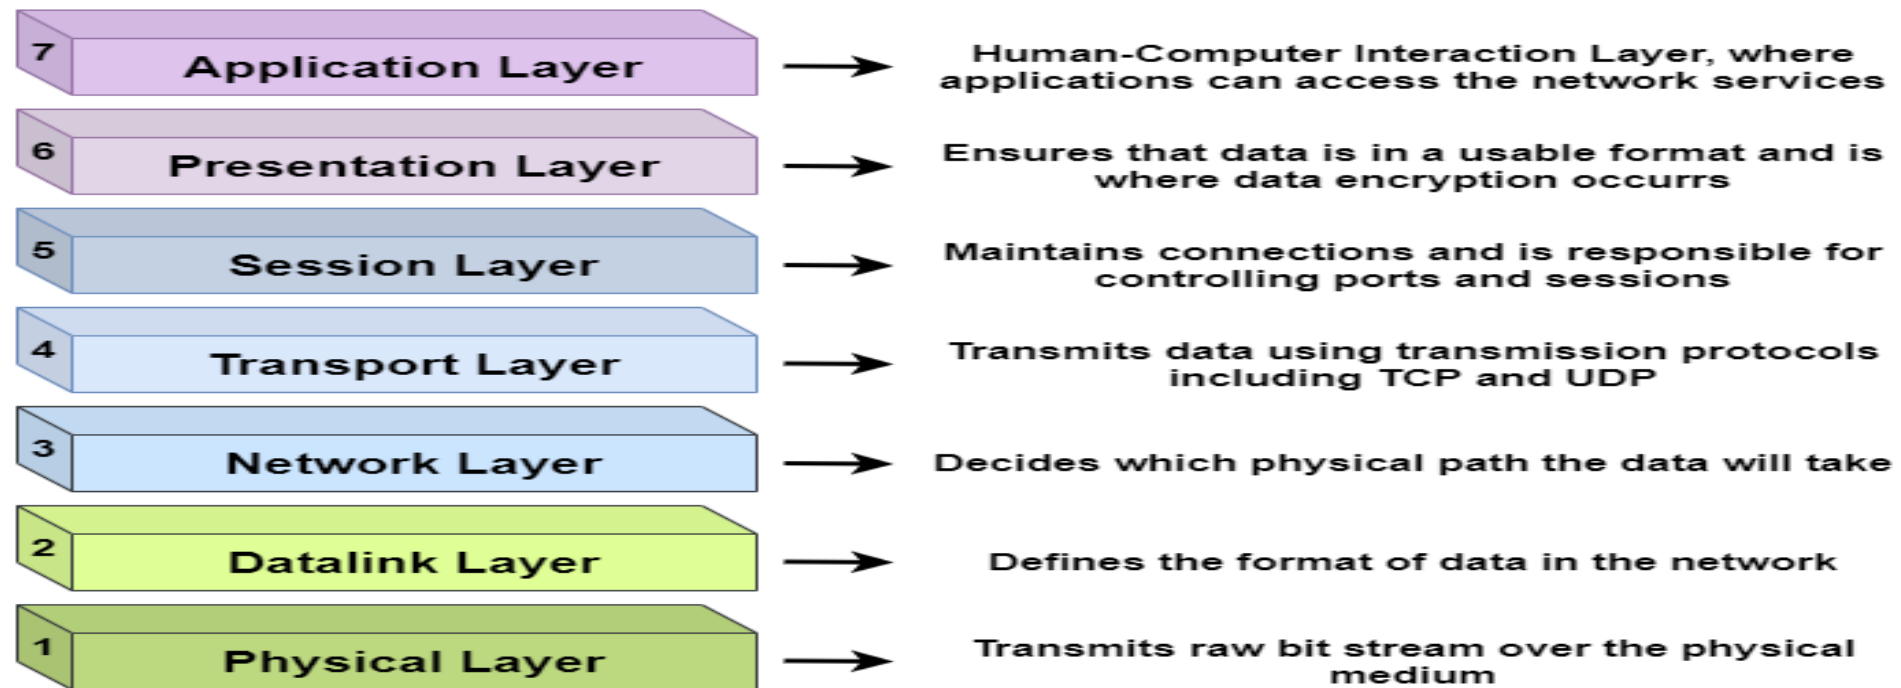 7
Application Layer
Human-Computer Interaction Layer, where
applications can access the network services
6
Presentation Layer
Ensures that data is in a usable format and is
where data encryption occurrs
5
Session Layer
Maintains connections and is responsible for
controlling ports and sessions
4
Transport Layer
Transmits data using transmission protocols
including TCP and UDP
3
Network Layer
Decides which physical path the data will take
2
Datalink Layer
Defines the format of data in the network
1
Physical Layer
Transmits raw bit stream over the physical
medium